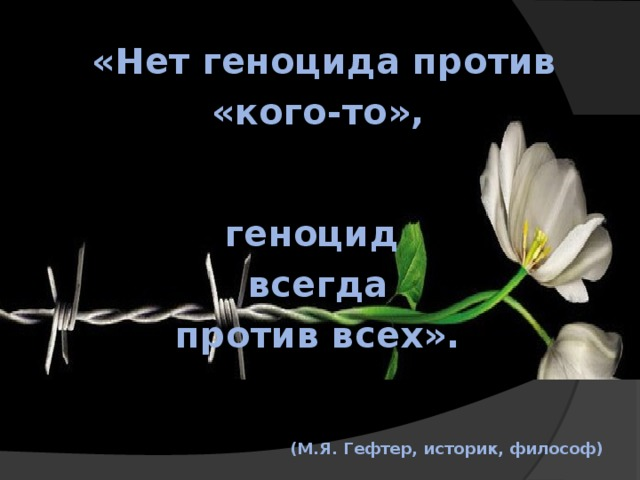 «Нет геноцида против
«кого-то»,
геноцид
всегда
против всех».
(М.Я. Гефтер, историк, философ)